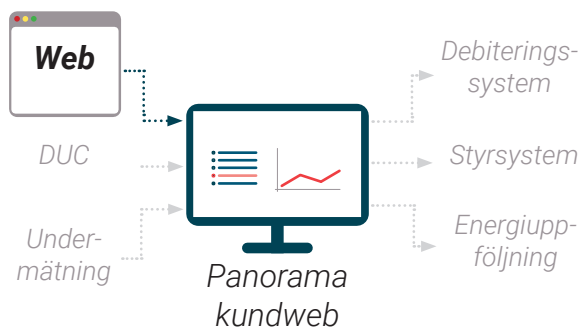 Web
DUC
Under-
mätning
Panorama
kundweb
Debiterings-
system
Styrsystem
Energiupp-
följning